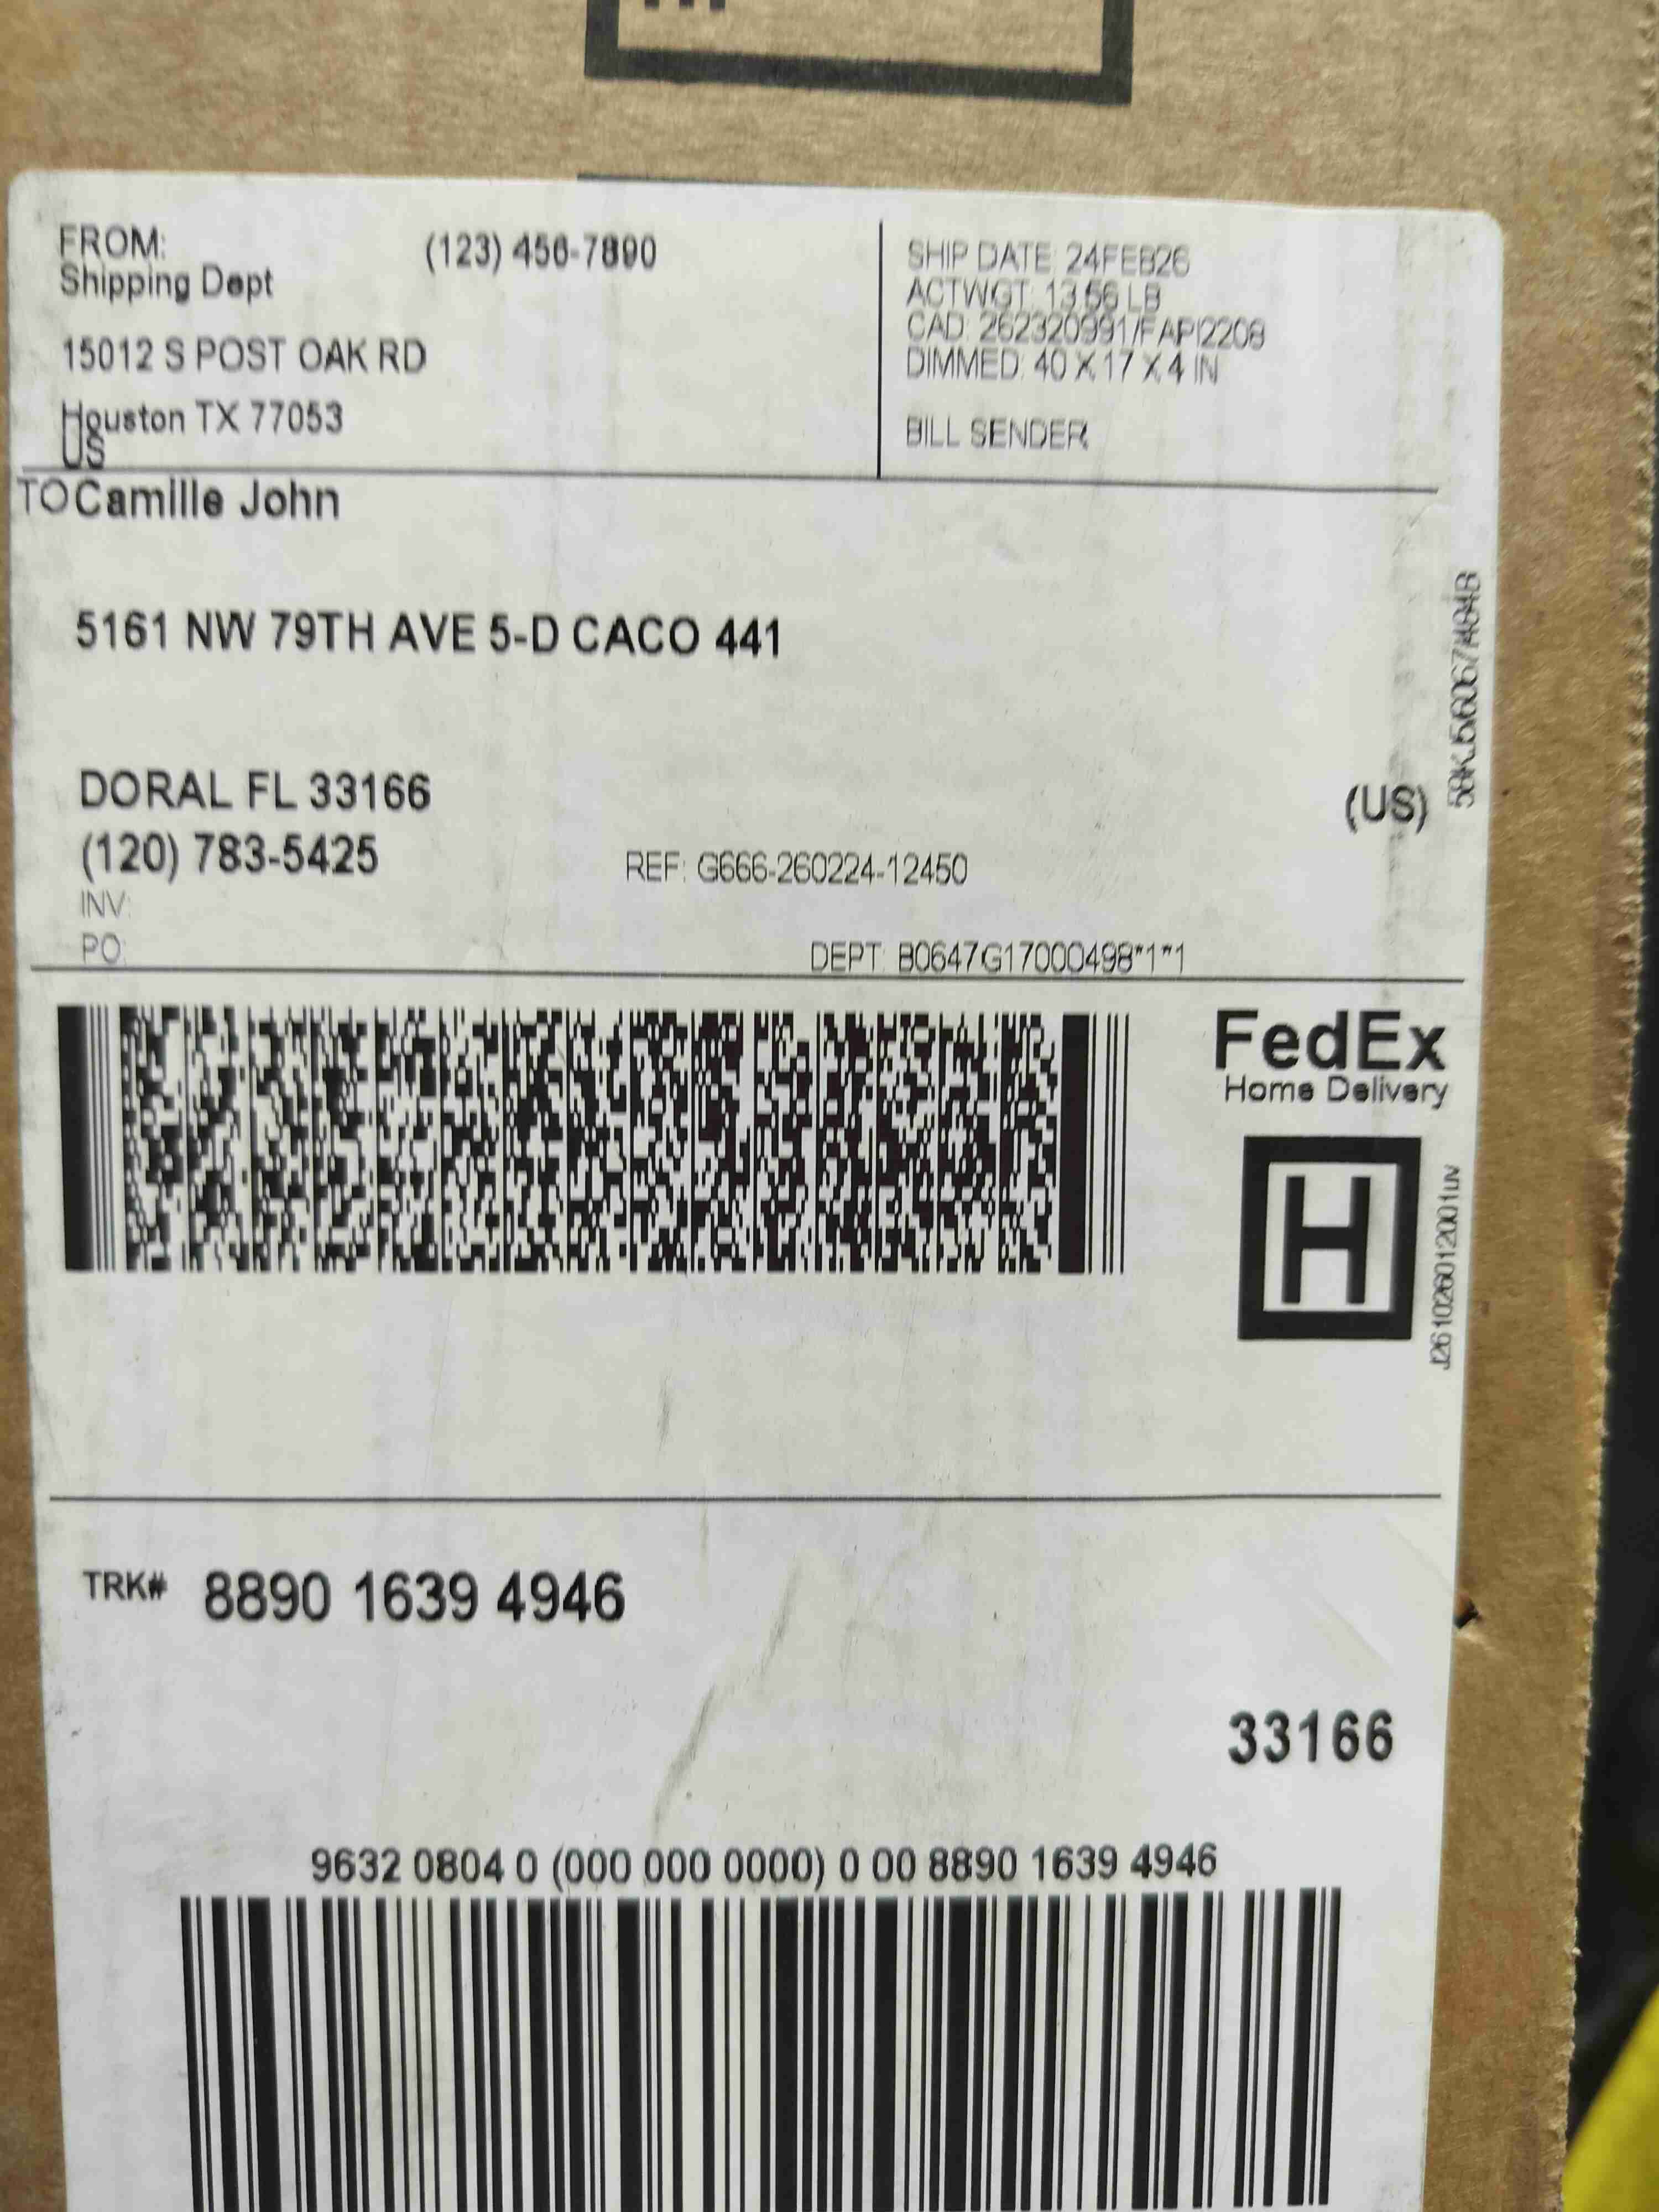 FROM: (123) 456-7890
Shipping Dept
15012 S POST OAK RD
Houston TX 77053
US
SHIP DATE: 24FEB26
ACTWGT: 13.56 LB
CAD: 262320991/FAPI2208
DIMMED: 40 X 17 X 4 IN
BILL SENDER
TO Camille John
5161 NW 79TH AVE 5-D CACO 441
DORAL FL 33166
(US)
(120) 783-5425
REF: G666-260224-12450
INV:
PO:
DEPT: B0647G17000498*1*1
FedEx
Home Delivery
H
J261026012001uv
TRK# 8890 1639 4946
33166
9632 0804 0 (000 000 0000) 0 00 8890 1639 4946